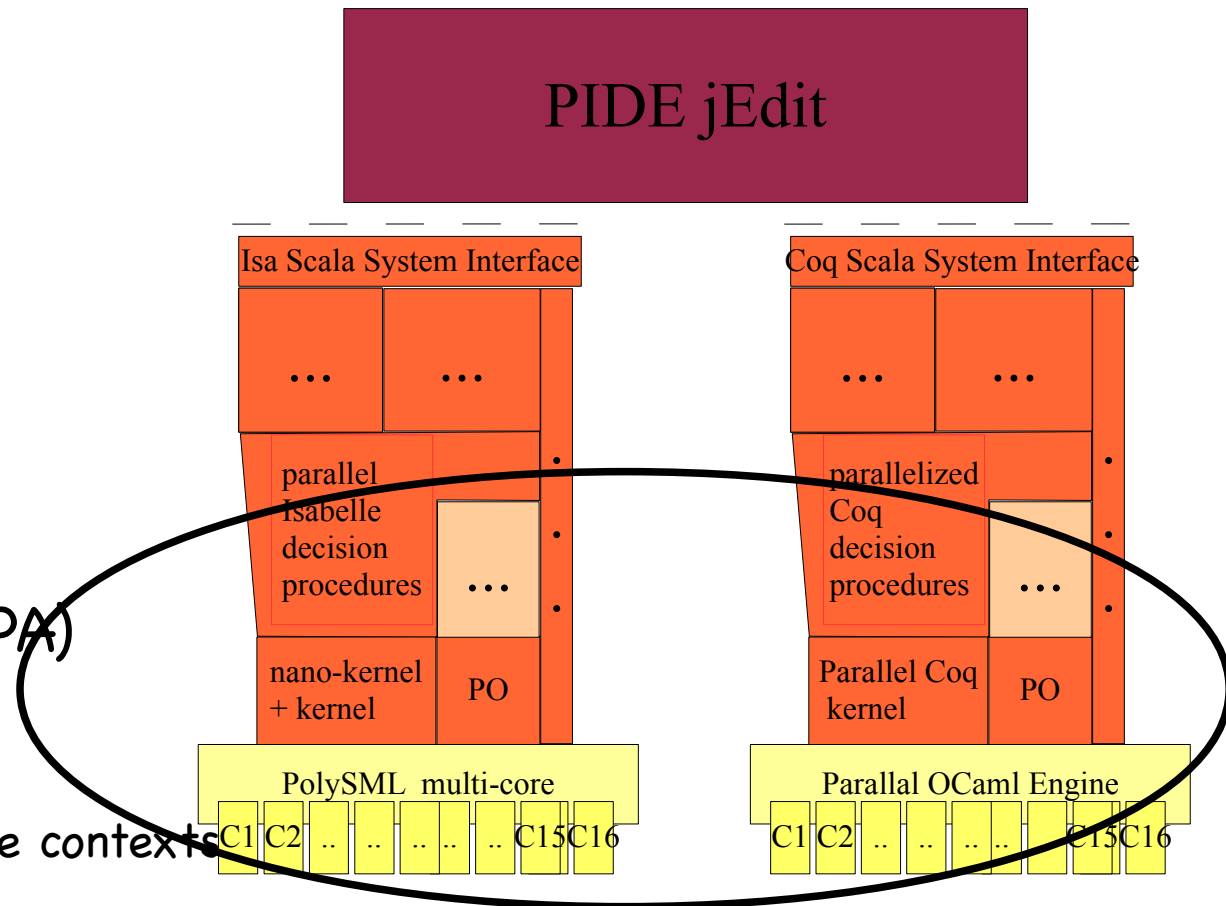 PIDE jEdit
Isa Scala System Interface
Coq Scala System Interface
... ...
... ...
parallel
Isabelle
decision
procedures
...
parallelized
Coq
decision
procedures
...
PA)
nano-kernel
+ kernel
PO
Parallel Coq
kernel
PO
PolySML multi-core
Parallal OCaml Engine
e contexts
C1 C2 .. .. .. .. .. C15 C16
C1 C2 .. .. .. .. C15 C16